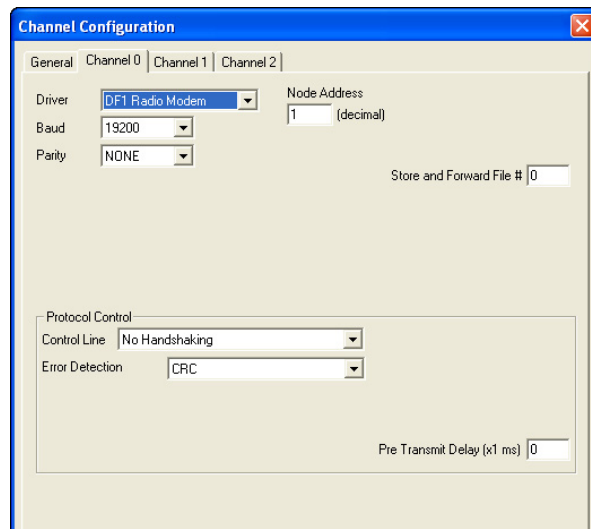 Channel Configuration
General Channel 0 Channel 1 Channel 2
Driver DF1 Radio Modem
Node Address
1 (decimal)
Baud 19200
Parity NONE
Store and Forward File # 0
Protocol Control
Control Line No Handshaking
Error Detection CRC
Pre Transmit Delay (x1 ms) 0